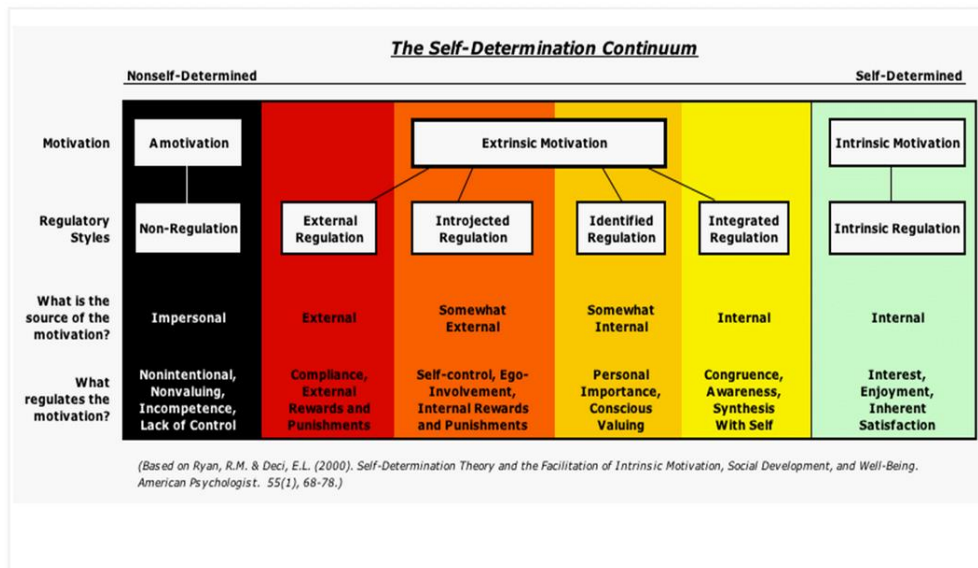 The Self-Determination Continuum
Nonself-Determined
Self-Determined
Motivation
Amotivation
Extrinsic Motivation
Intrinsic Motivation
Regulatory
Styles
Non-Regulation
External
Regulation
Introjected
Regulation
Identified
Regulation
Integrated
Regulation
Intrinsic Regulation
What is the
source of the
motivation?
Impersonal
External
Somewhat
External
Somewhat
Internal
Internal
Internal
What
regulates the
motivation?
Nonintentional,
Nonvaluing,
Incompetence,
Lack of Control
Compliance,
External
Rewards and
Punishments
Self-control, Ego-
Involvement,
Internal Rewards
and Punishments
Personal
Importance,
Conscious
Valuing
Congruence,
Awareness,
Synthesis
With Self
Interest,
Enjoyment,
Inherent
Satisfaction
(Based on Ryan, R.M. & Deci, E.L. (2000). Self-Determination Theory and the Facilitation of Intrinsic Motivation, Social Development, and Well-Being.
American Psychologist. 55(1), 68-78.)